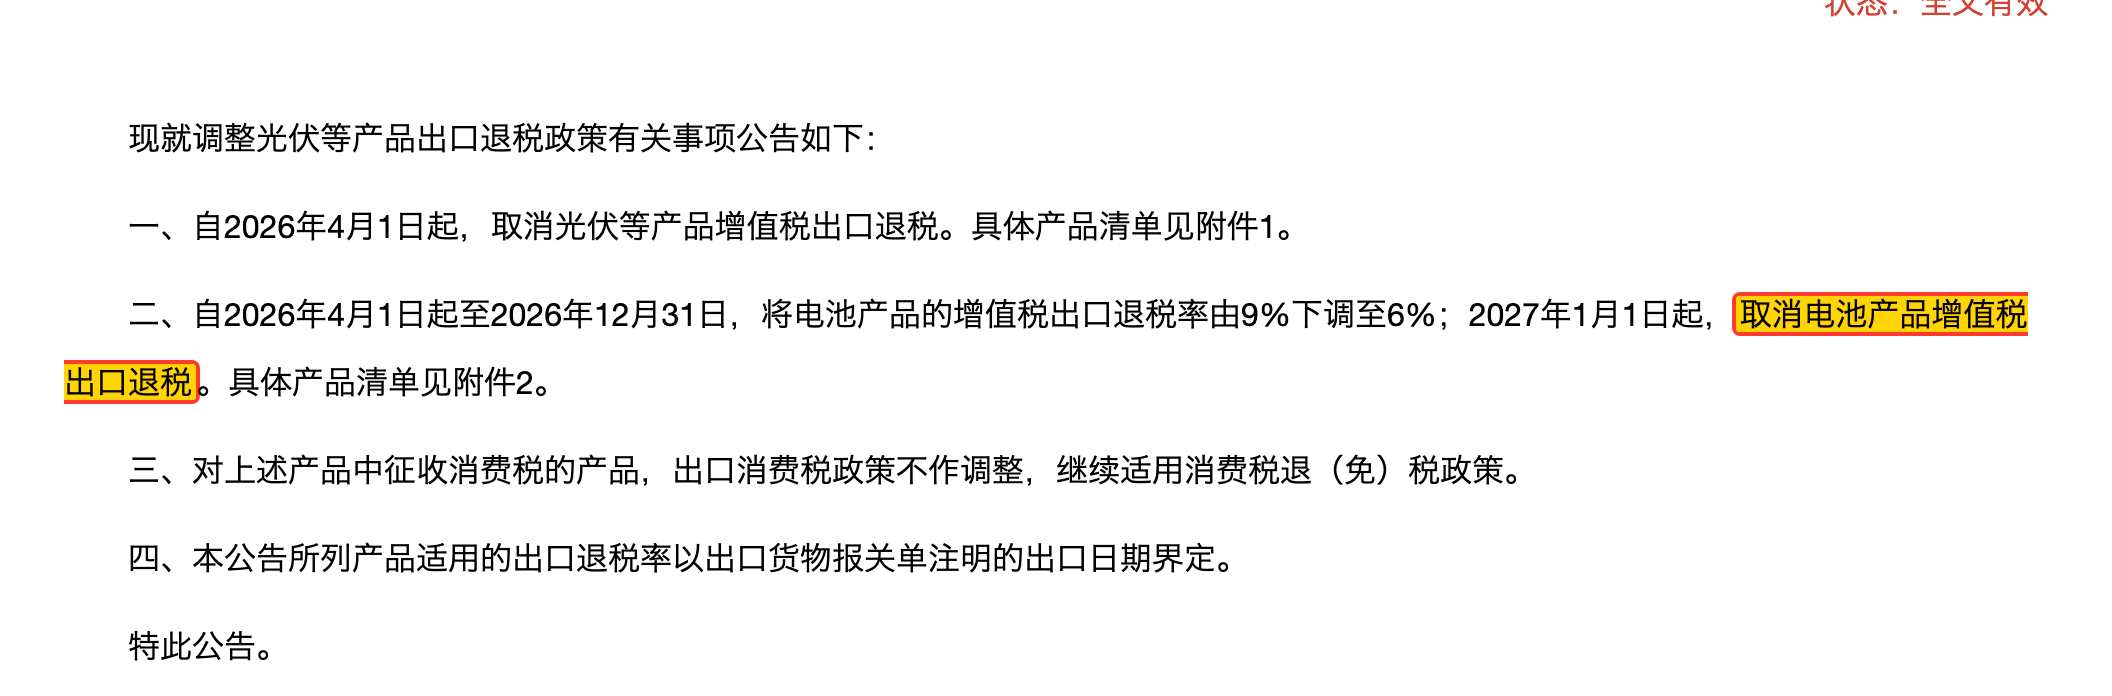 状态：全文有效
现就调整光伏等产品出口退税政策有关事项公告如下：
一、自2026年4月1日起，取消光伏等产品增值税出口退税。具体产品清单见附件1。
二、自2026年4月1日起至2026年12月31日，将电池产品的增值税出口退税率由9%下调至6%；2027年1月1日起，取消电池产品增值税
出口退税。具体产品清单见附件2。
三、对上述产品中征收消费税的产品，出口消费税政策不作调整，继续适用消费税退（免）税政策。
四、本公告所列产品适用的出口退税率以出口货物报关单注明的出口日期界定。
特此公告。